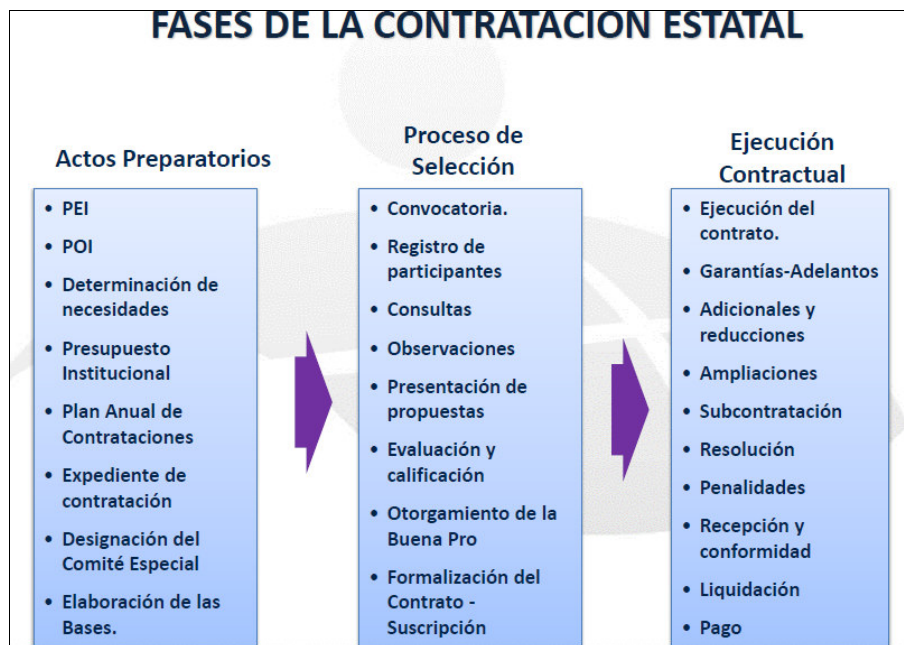 FASES DE LA CONTRATACION ESTATAL
Actos Preparatorios
• PEI
• POI
• Determinación de
necesidades
• Presupuesto
Institucional
• Plan Anual de
Contrataciones
• Expediente de
contratación
• Designación del
Comité Especial
• Elaboración de las
Bases.
Proceso de
Selección
• Convocatoria.
• Registro de
participantes
• Consultas
• Observaciones
• Presentación de
propuestas
• Evaluación y
calificación
• Otorgamiento de la
Buena Pro
• Formalización del
Contrato -
Suscripción
Ejecución
Contractual
• Ejecución del
contrato.
• Garantías-Adelantos
• Adicionales y
reducciones
• Ampliaciones
• Subcontratación
• Resolución
• Penalidades
• Recepción y
conformidad
• Liquidación
• Pago